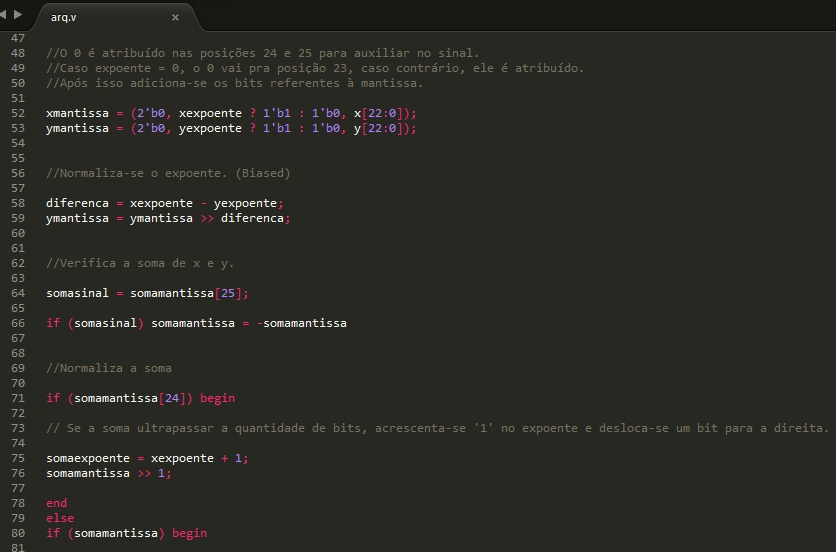 arq.v
47
48 //O 0 é atribuído nas posições 24 e 25 para auxiliar no sinal.
49 //Caso expoente = 0, o 0 vai pra posição 23, caso contrário, ele é atribuído.
50 //Após isso adiciona-se os bits referentes à mantissa.
51
52 xmantissa = (2'b0, xexpoente ? 1'b1 : 1'b0, x[22:0]);
53 ymantissa = (2'b0, yexpoente ? 1'b1 : 1'b0, y[22:0]);
54
55
56 //Normaliza-se o expoente. (Biased)
57
58 diferenca = xexpoente - yexpoente;
59 ymantissa = ymantissa >> diferenca;
60
61
62 //Verifica a soma de x e y.
63
64 somasinal = somamantissa[25];
65
66 if (somasinal) somamantissa = -somamantissa
67
68
69 //Normaliza a soma
70
71 if (somamantissa[24]) begin
72
73 // Se a soma ultrapassar a quantidade de bits, acrescenta-se '1' no expoente e desloca-se um bit para a direita.
74
75 somaexpoente = xexpoente + 1;
76 somamantissa >> 1;
77
78 end
79 else
80 if (somamantissa) begin
81